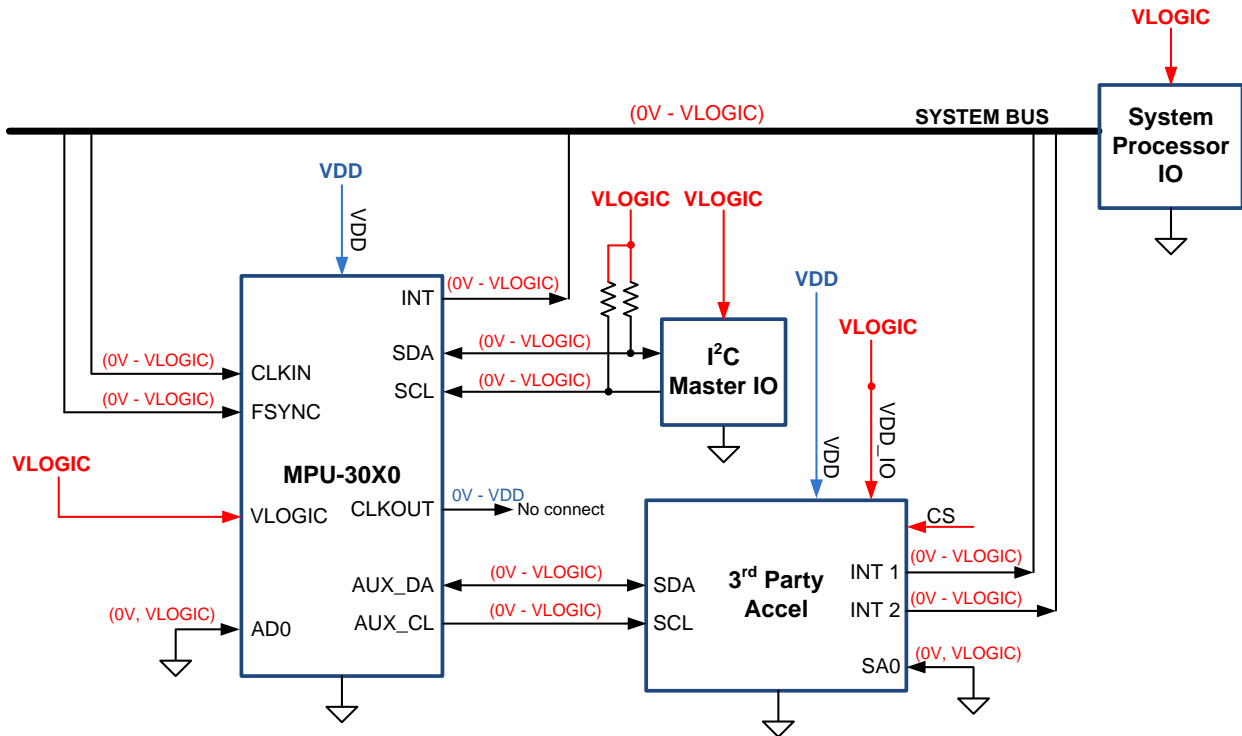 VLOGIC
(0V - VLOGIC)
SYSTEM BUS
System
Processor
IO
VDD
VDD
VLOGIC
VLOGIC
(0V - VLOGIC)
INT
VDD
VLOGIC
(0V - VLOGIC)
CLKIN
(0V - VLOGIC)
FSYNC
SDA
(0V - VLOGIC)
SCL
(0V - VLOGIC)
I²C
Master IO
VDD
VDD_IO
VLOGIC
VLOGIC
MPU-30X0
CLKOUT
0V - VDD
No connect
CS
AUX_DA
(0V - VLOGIC)
SDA
AUX_CL
(0V - VLOGIC)
SCL
3rd Party
Accel
INT 1
(0V - VLOGIC)
INT 2
(0V - VLOGIC)
(0V, VLOGIC)
AD0
SA0
(0V, VLOGIC)